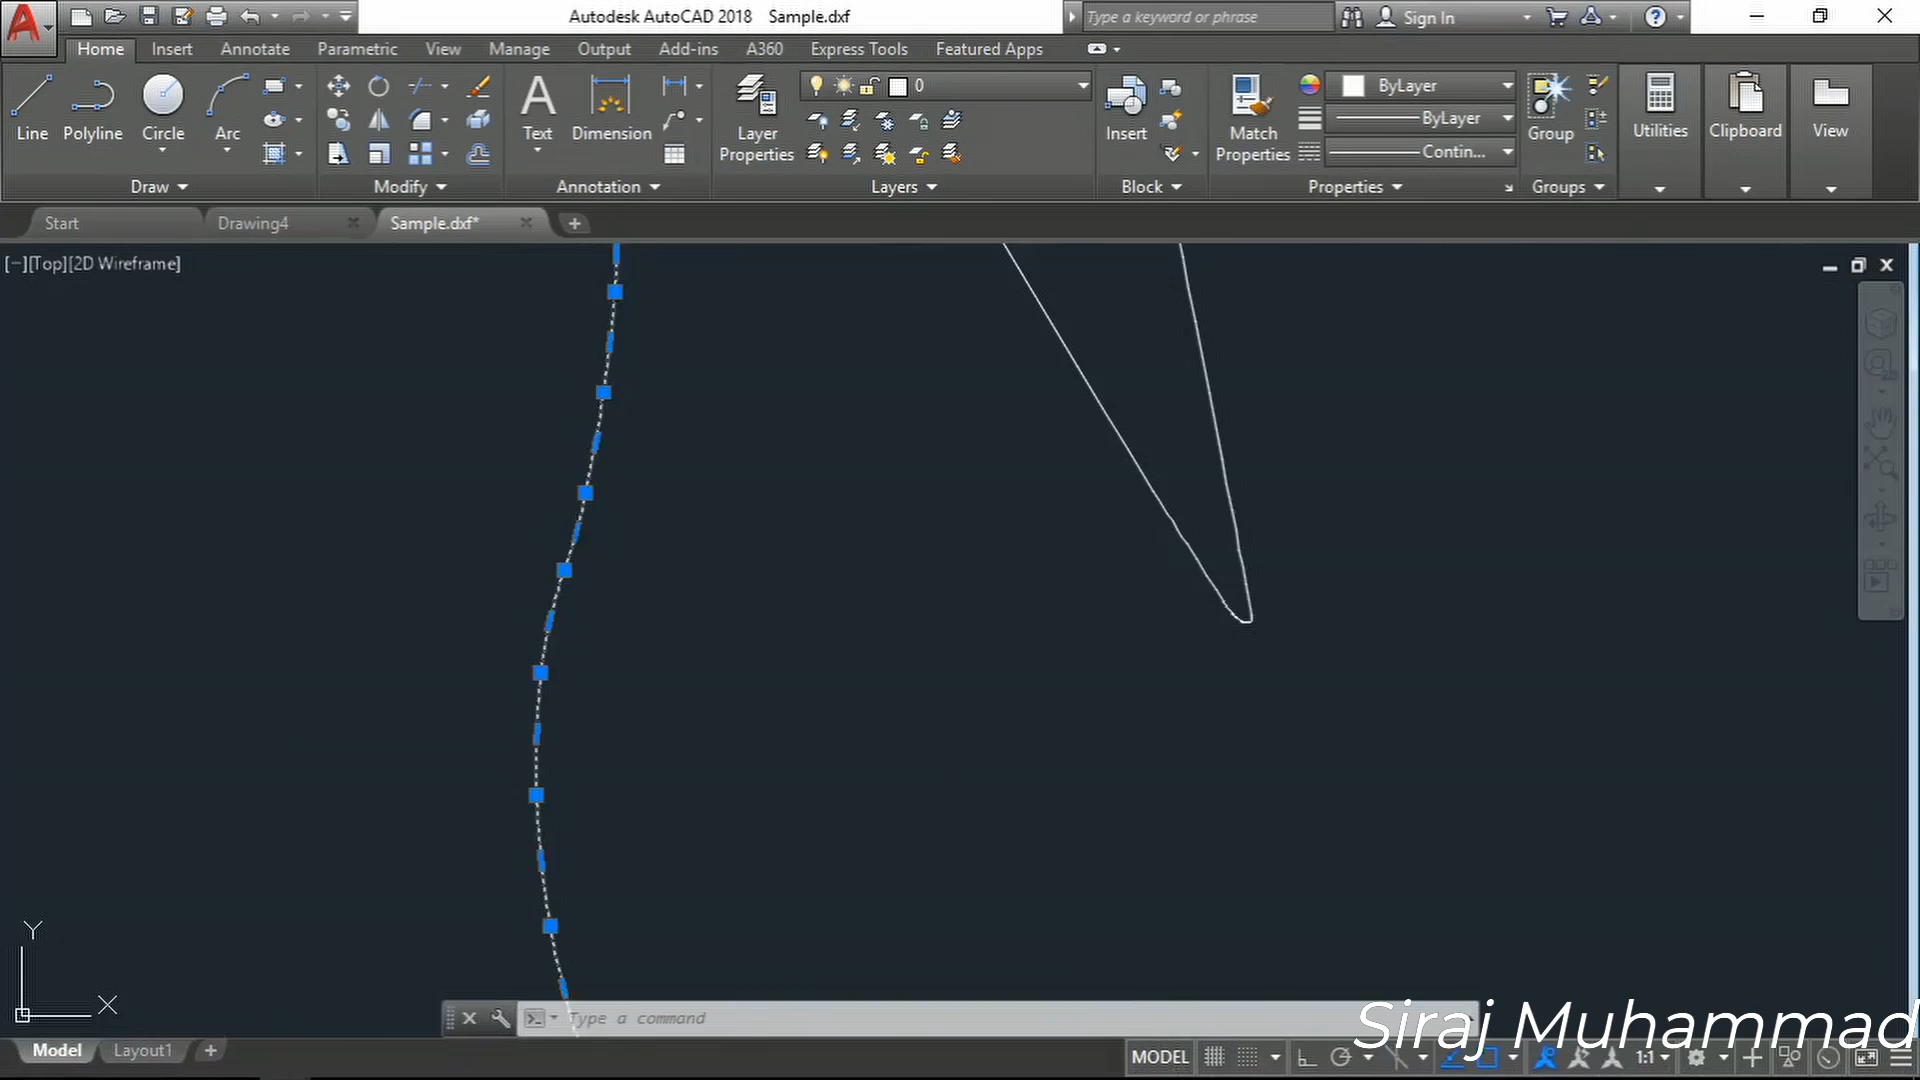 Autodesk AutoCAD 2018 Sample.dxf
Type a keyword or phrase
Sign In
Home Insert Annotate Parametric View Manage Output Add-ins A360 Express Tools Featured Apps
Line Polyline Circle Arc
Draw
Modify
Text Dimension
Annotation
Layer Properties
0
Layers
Insert
Block
Match Properties
ByLayer
ByLayer
Contin...
Properties
Group
Groups
Utilities
Clipboard
View
Start Drawing4 Sample.dxf*
[−][Top][2D Wireframe]
Y
X
Type a command
Siraj Muhammad
Model Layout1
MODEL
1:1